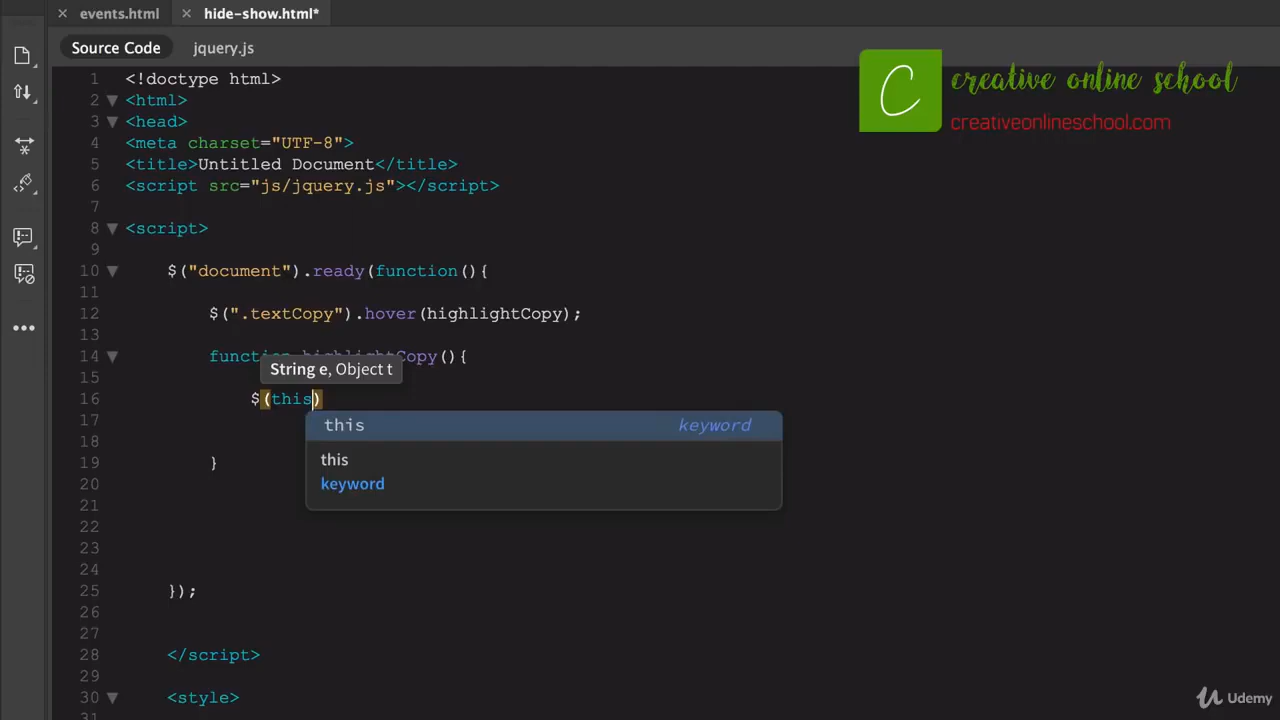 events.html
hide-show.html*
Source Code
jquery.js
creative online school
creativeonlineschool.com
C
1 <!doctype html>
2 <html>
3 <head>
4 <meta charset="UTF-8">
5 <title>Untitled Document</title>
6 <script src="js/jquery.js"></script>
7
8 <script>
9
10 $("document").ready(function(){
11
12 $(".textCopy").hover(highlightCopy);
13
14 function highlightCopy(){
String e, Object t
15
16 $(this)
this keyword
this
keyword
17
18
19 }
20
21
22
23
24
25 });
26
27
28 </script>
29
30 <style>
31
Udemy